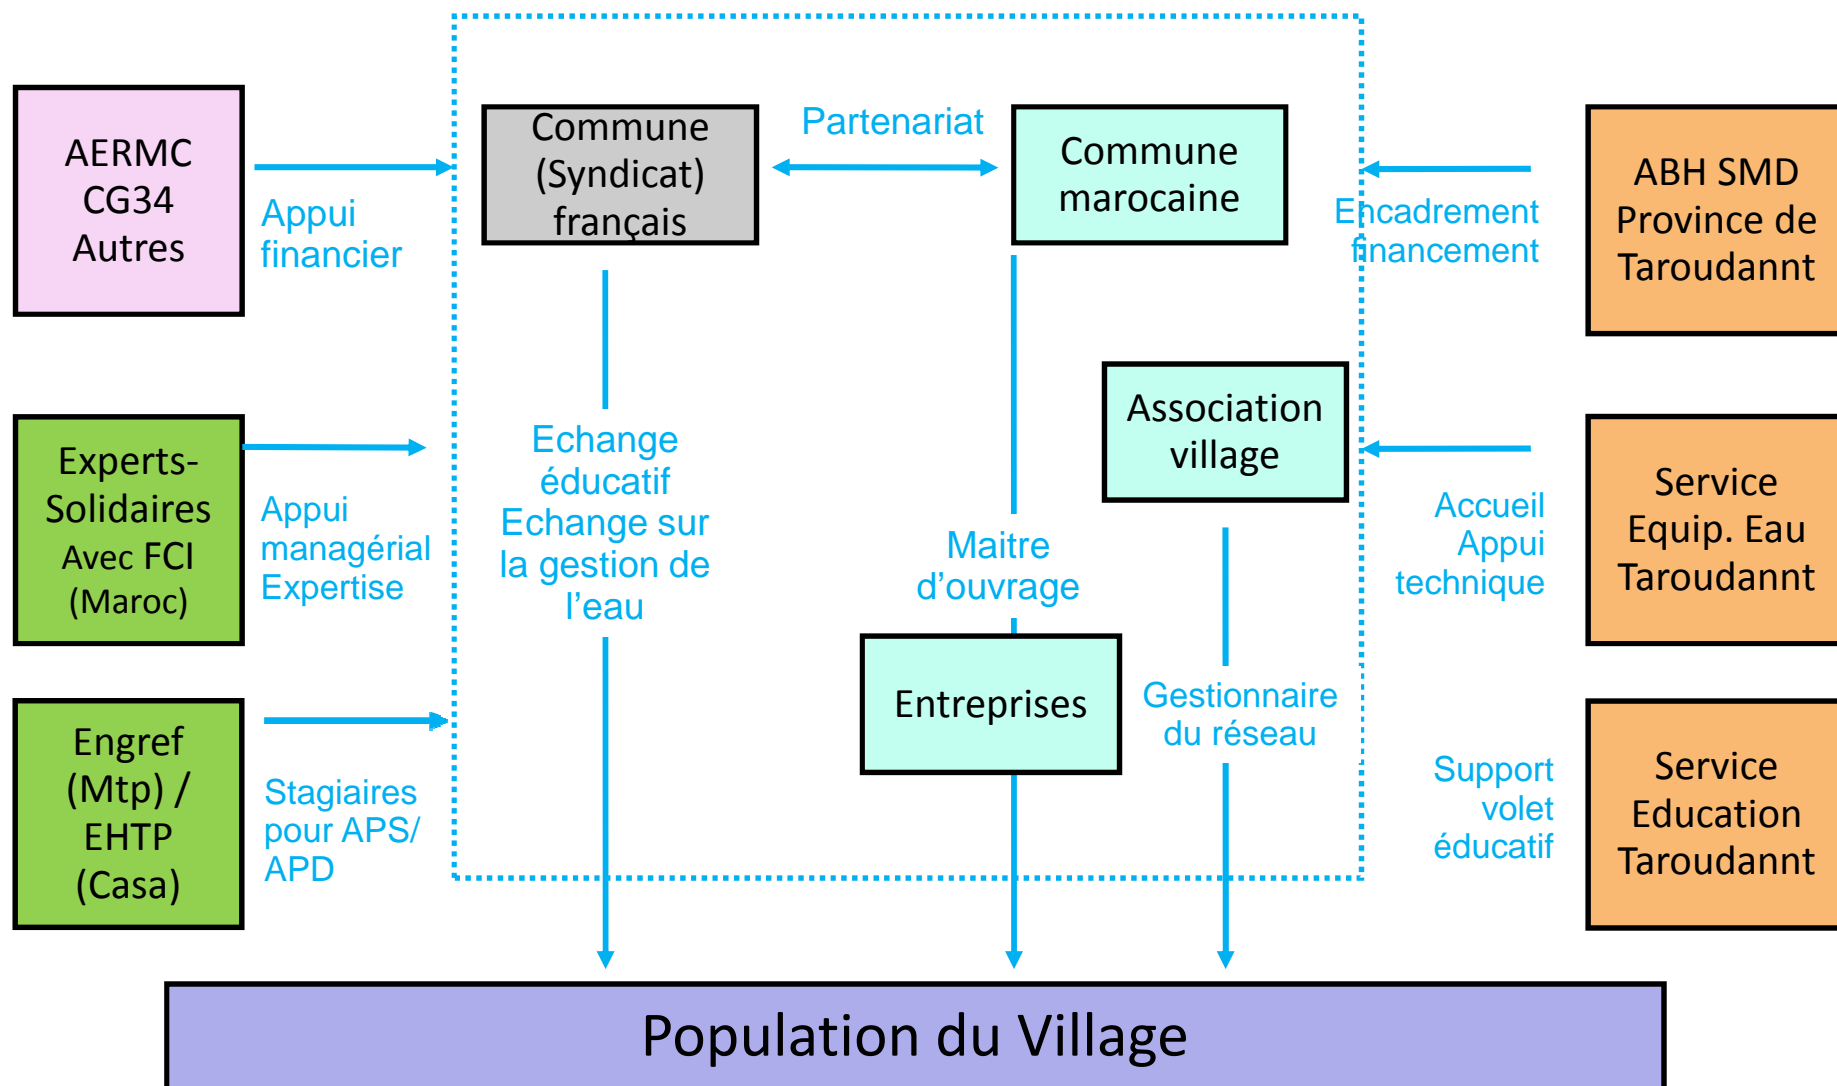 AERMC
CG34
Autres
Appui
financier
Commune
(Syndicat)
français
Partenariat
Commune
marocaine
Encadrement
financement
ABH SMD
Province de
Taroudannt
Experts-
Solidaires
Avec FCI
(Maroc)
Appui
managérial
Expertise
Echange
éducatif
Echange sur
la gestion de
l’eau
Maitre
d’ouvrage
Association
village
Accueil
Appui
technique
Service
Equip. Eau
Taroudannt
Engref
(Mtp) /
EHTP
(Casa)
Stagiaires
pour APS/
APD
Entreprises
Gestionnaire
du réseau
Support
volet
éducatif
Service
Education
Taroudannt
Population du Village